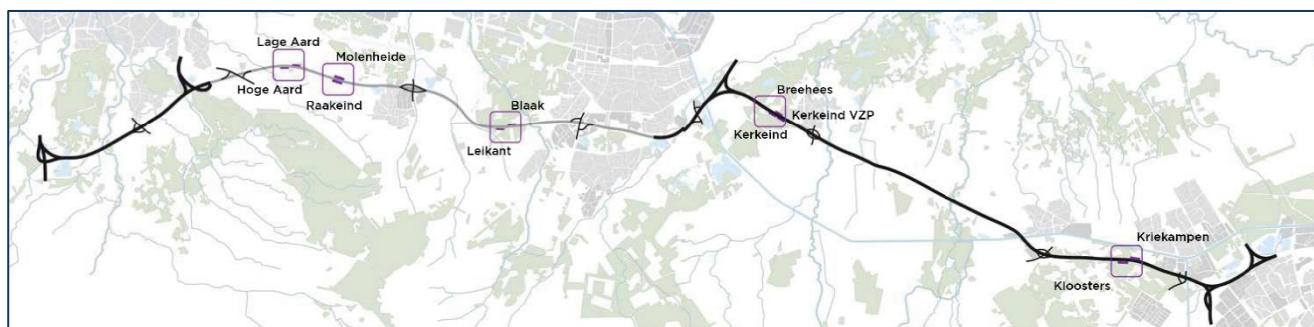 Lage Aard
Molenheide
Hoge Aard
Raakeind
Blaak
Leikant
Breehees
Kerkeind VZP
Kerkeind
Kriekampen
Kloosters